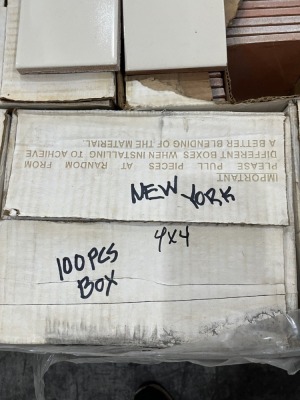 IMPORTANT
PLEASE PULL PIECES AT RANDOM FROM
DIFFERENT BOXES WHEN INSTALLING TO ACHIEVE
A BETTER BLENDING OF THE MATERIAL
NEW YORK
4x4
100 PCS
BOX